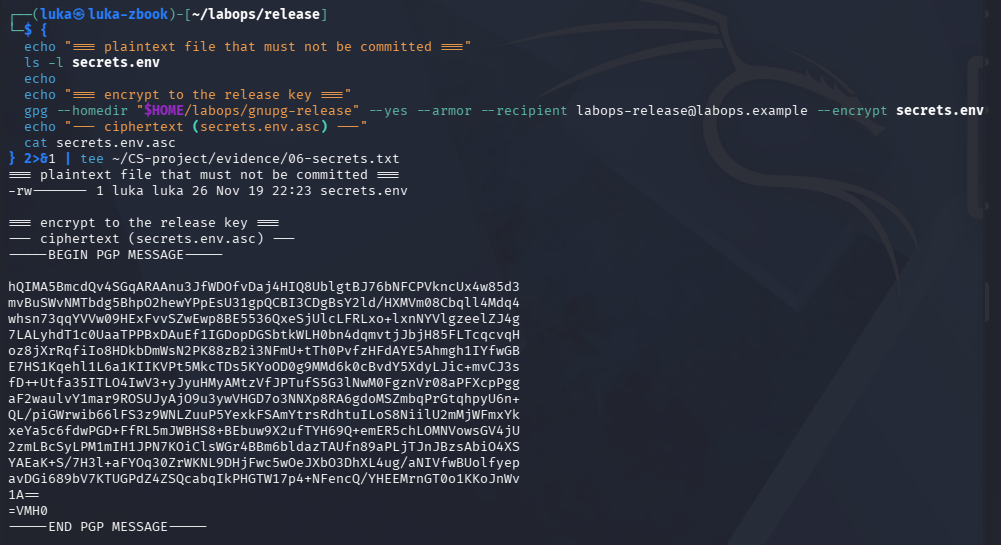 ┌──(luka㉿luka-zbook)-[~/labops/release]
└─$ {
  echo "=== plaintext file that must not be committed ==="
  ls -l secrets.env
  echo
  echo "=== encrypt to the release key ==="
  gpg --homedir "$HOME/labops/gnupg-release" --yes --armor --recipient labops-release@labops.example --encrypt secrets.env
  echo "--- ciphertext (secrets.env.asc) ---"
  cat secrets.env.asc
} 2>&1 | tee ~/CS-project/evidence/06-secrets.txt
=== plaintext file that must not be committed ===
-rw------- 1 luka luka 26 Nov 19 22:23 secrets.env

=== encrypt to the release key ===
--- ciphertext (secrets.env.asc) ---
-----BEGIN PGP MESSAGE-----

hQIMA5BmcdQv4SGqARAAnu3JfWDOfvDaj4HIQ8UblgtBJ76bNFCPVkncUx4w85d3
mvBuSWvNMTbdg5BhpO2hewYPpEsU31gpQCBI3CDgBsY2ld/HXMVm08Cbqll4Mdq4
whsn73qqYVVw09HExFvvSZwEwp8BE5536QxeSjUlcLFRLxo+lxnNYVlgzeelZJ4g
7LALyhdT1c0UaaTPPBxDAuEf1IGDopDGSbtkWLH0bn4dqmvtjJbjH85FLTcqcvqH
oz8jXrRqfiIo8HDkbDmWsN2PK88zB2i3NFmU+tTh0PvfzHFdAYE5Ahmgh1IYfwGB
E7HS1Kqehl1L6a1KIIKVPt5MkcTDs5KYoOD0g9MMd6k0cBvdY5XdyLJic+mvCJ3s
fD++Utfa35ITLO4IwV3+yJyuHMyAMtzVfJPTufS5G3lNwM0FgznVr08aPFXcpPgg
aF2waulvY1mar9ROSUJyAjO9u3ywVHGD7o3NNXp8RA6gdoMSZmbqPrGtqhpyU6n+
QL/piGWrwib66lFS3z9WNLZuuP5YexkFSAmYtrsRdhtuILoS8NiilU2mMjWFmxYk
xeYa5c6fdwPGD+FfRL5mJWBHS8+BEbuw9X2ufTYH69Q+emER5chLOMNVowsGV4jU
2zmLBcSyLPM1mIH1JPN7KOiClsWGr4BBm6bldazTAUfn89aPLjTJnJBzsAbiO4XS
YAEaK+S/7H3l+aFYOq30ZrWKNL9DHjFwc5wOeJXbO3DhXL4ug/aNIVfwBUolfyep
avDGi689bV7KTUGPdZ4ZSQcabqIkPHGTW17p4+NFencQ/YHEEMrnGT0o1KKoJnWv
1A==
=VMH0
-----END PGP MESSAGE-----